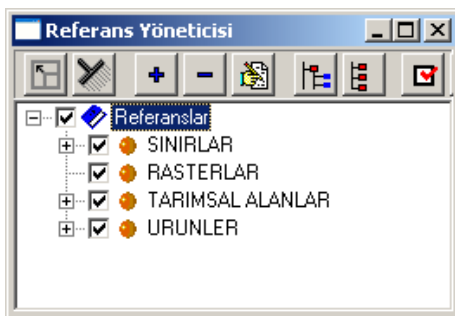 Referans Yöneticisi
Referanslar
SINIRLAR
RASTERLAR
TARIMSAL ALANLAR
URUNLER